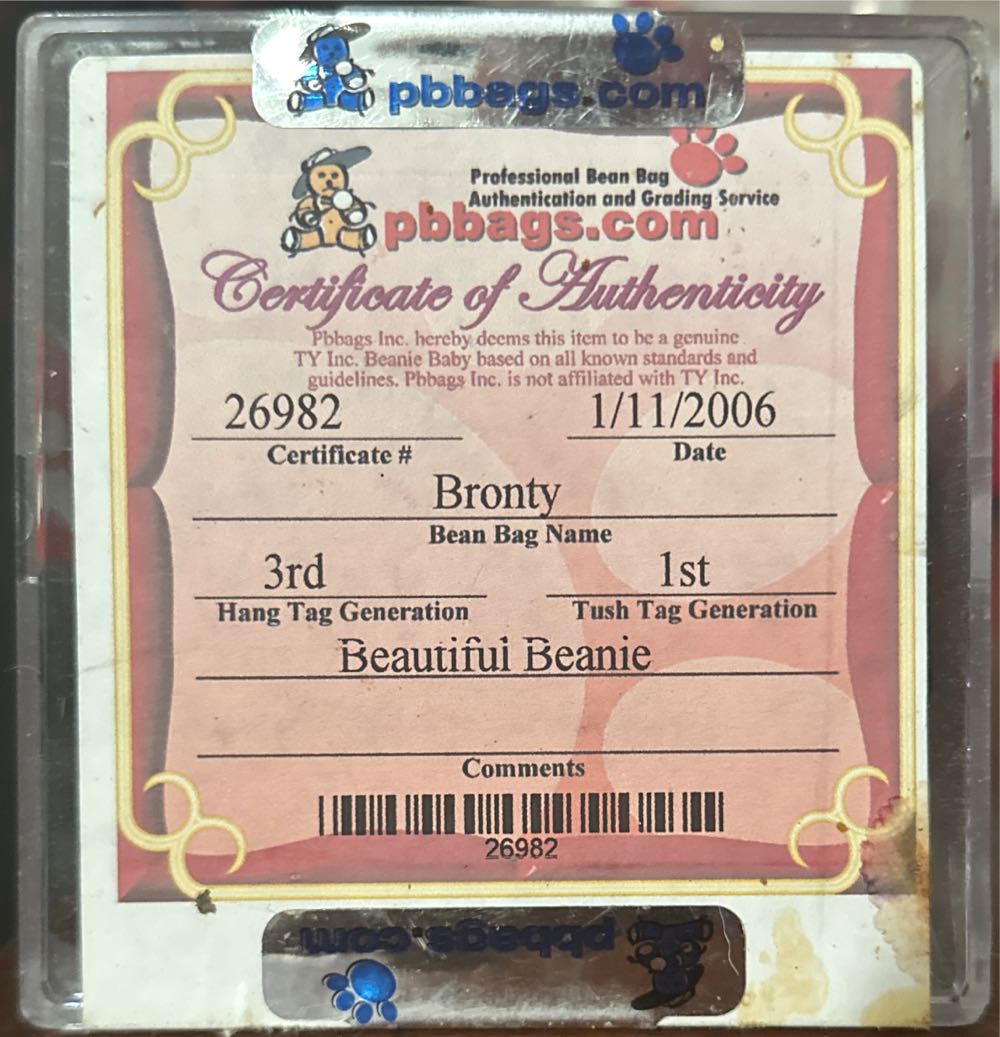 pbbags.com
Professional Bean Bag
Authentication and Grading Service
pbbags.com
Certificate of Authenticity
Pbbags Inc. hereby deems this item to be a genuine
TY Inc. Beanie Baby based on all known standards and
guidelines. Pbbags Inc. is not affiliated with TY Inc.
26982 1/11/2006
Certificate # Date
Bronty
Bean Bag Name
3rd 1st
Hang Tag Generation Tush Tag Generation
Beautiful Beanie
Comments
26982
pbbags.com